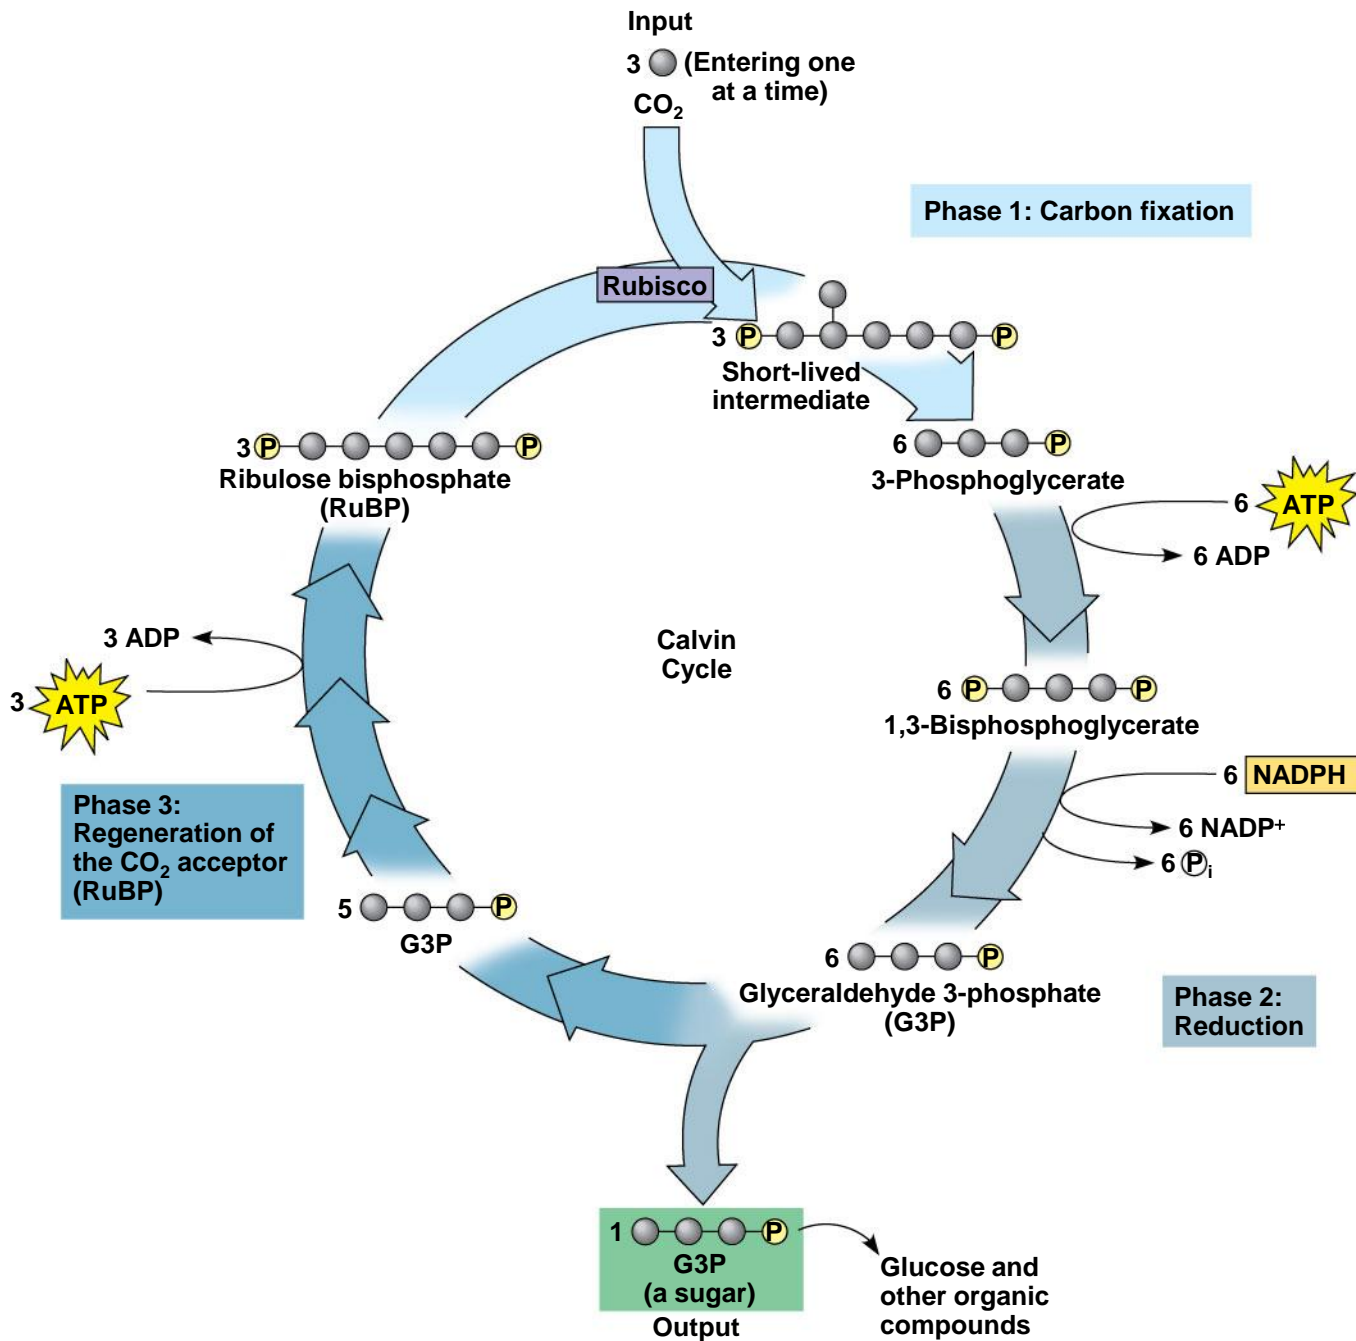 Input
3 (Entering one
at a time)
CO₂
Phase 1: Carbon fixation
Rubisco
3 P P
Short-lived
intermediate
3 P P
Ribulose bisphosphate
(RuBP)
6 P
3-Phosphoglycerate
6 ATP
6 ADP
Calvin
Cycle
3 ADP
3 ATP
6 P P
1,3-Bisphosphoglycerate
6 NADPH
6 NADP⁺
6 Pᵢ
Phase 3:
Regeneration of
the CO₂ acceptor
(RuBP)
5 P
G3P
6 P
Glyceraldehyde 3-phosphate
(G3P)
Phase 2:
Reduction
1 P
G3P
(a sugar)
Output
Glucose and
other organic
compounds